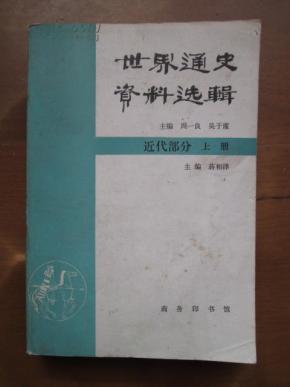 世界通史
资料选辑
主编 周一良 吴于廑
近代部分 上册
主编 蒋相泽
商务印书馆